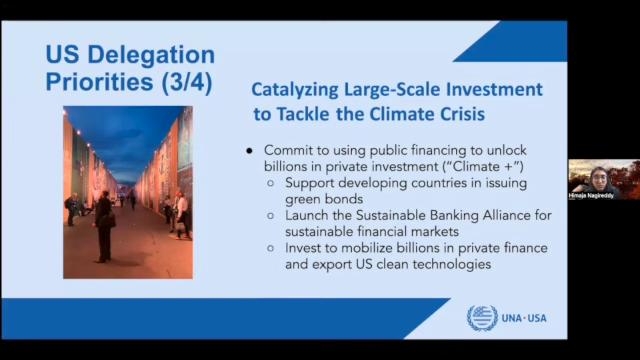 US Delegation
Priorities (3/4)
Catalyzing Large-Scale Investment
to Tackle the Climate Crisis
● Commit to using public financing to unlock
billions in private investment (“Climate +”)
○ Support developing countries in issuing
green bonds
○ Launch the Sustainable Banking Alliance for
sustainable financial markets
○ Invest to mobilize billions in private finance
and export US clean technologies
UNA·USA
Himaja Nagireddy